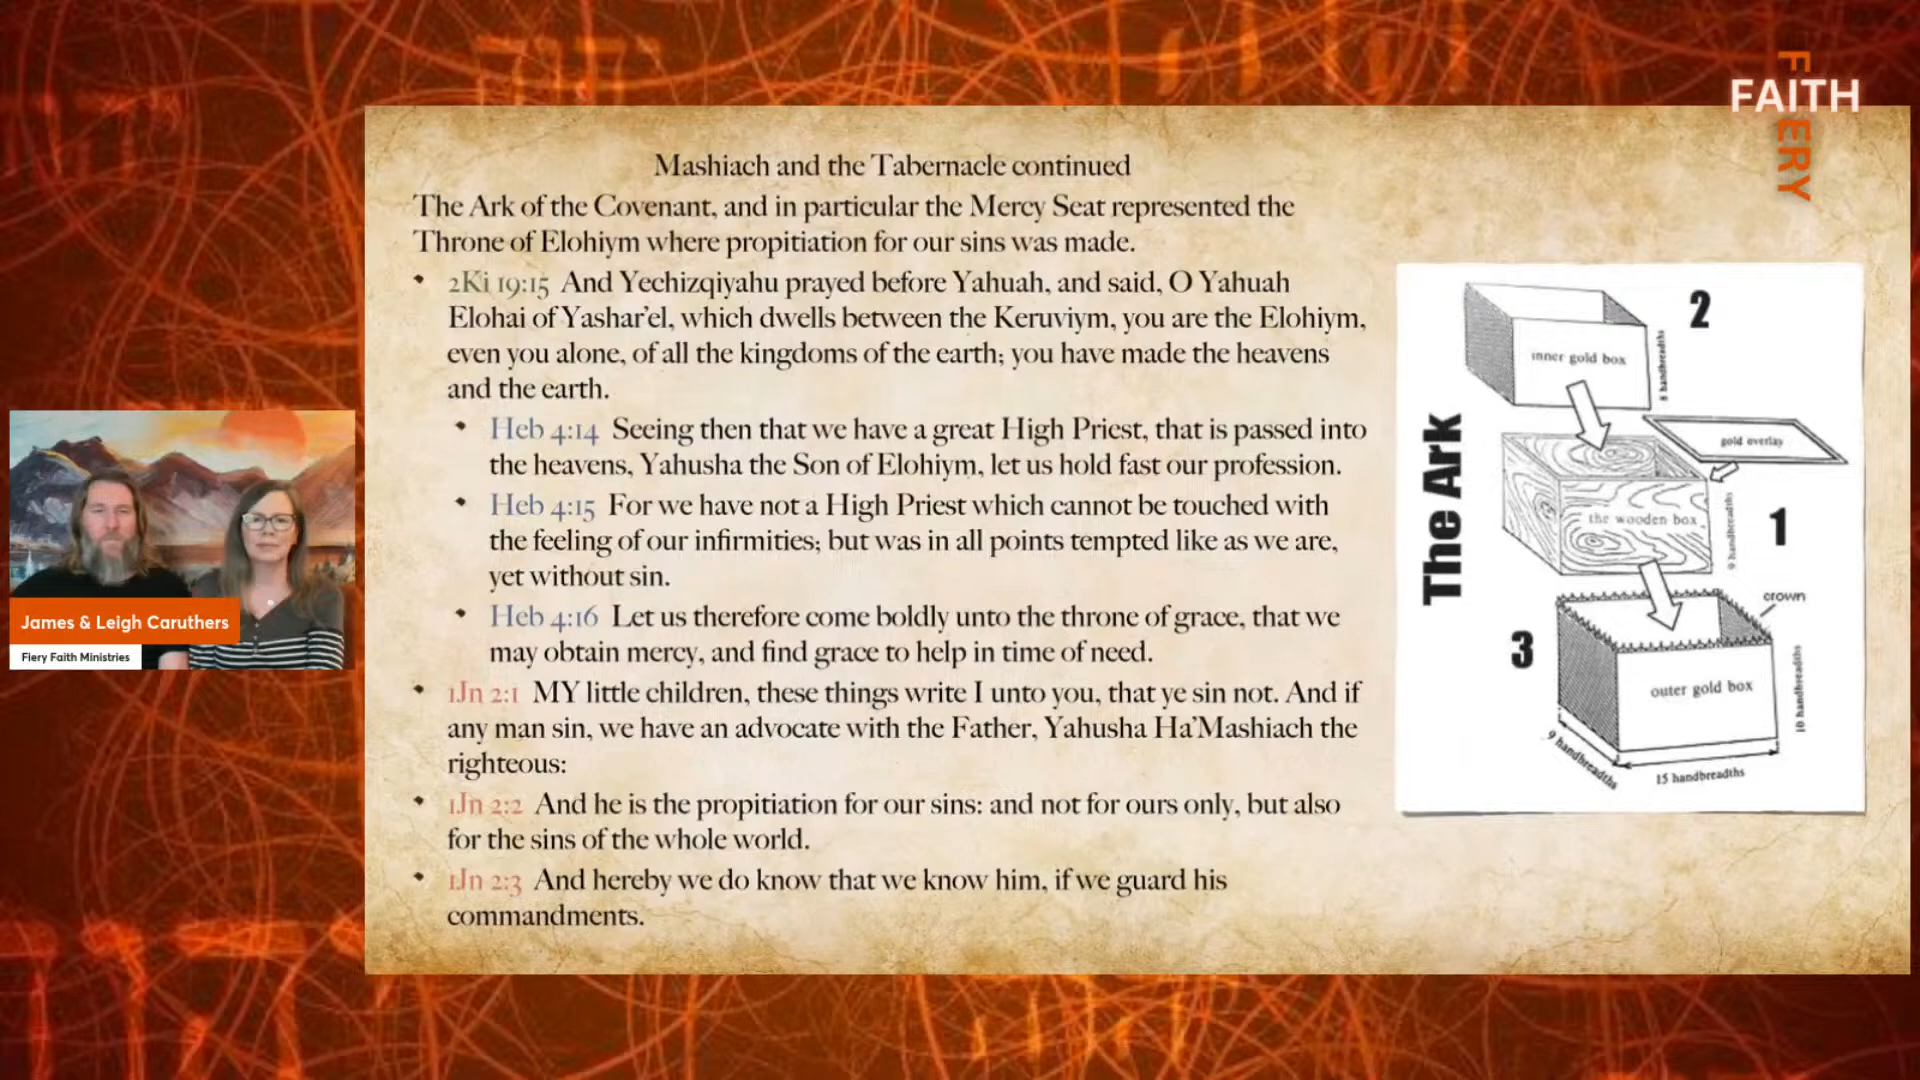 FIERY
FAITH
Mashiach and the Tabernacle continued
The Ark of the Covenant, and in particular the Mercy Seat represented the
Throne of Elohiym where propitiation for our sins was made.
• 2Ki 19:15 And Yechizqiyahu prayed before Yahuah, and said, O Yahuah
Elohai of Yashar'el, which dwells between the Keruviym, you are the Elohiym,
even you alone, of all the kingdoms of the earth; you have made the heavens
and the earth.
• Heb 4:14 Seeing then that we have a great High Priest, that is passed into
the heavens, Yahusha the Son of Elohiym, let us hold fast our profession.
• Heb 4:15 For we have not a High Priest which cannot be touched with
the feeling of our infirmities; but was in all points tempted like as we are,
yet without sin.
• Heb 4:16 Let us therefore come boldly unto the throne of grace, that we
may obtain mercy, and find grace to help in time of need.
• 1Jn 2:1 MY little children, these things write I unto you, that ye sin not. And if
any man sin, we have an advocate with the Father, Yahusha Ha'Mashiach the
righteous:
• 1Jn 2:2 And he is the propitiation for our sins: and not for ours only, but also
for the sins of the whole world.
• 1Jn 2:3 And hereby we do know that we know him, if we guard his
commandments.
The Ark
2
inner gold box
8 handbreadths
gold overlay
the wooden box
9 handbreadths
1
crown
3
outer gold box
10 handbreadths
9 handbreadths
15 handbreadths
James & Leigh Caruthers
Fiery Faith Ministries